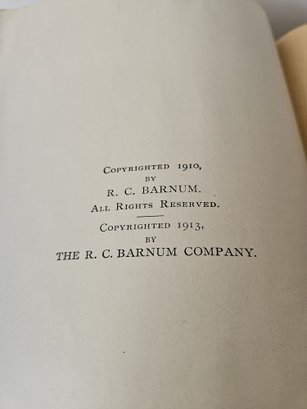 Copyrighted 1910,
BY
R. C. BARNUM.
All Rights Reserved.
Copyrighted 1913,
BY
THE R. C. BARNUM COMPANY.